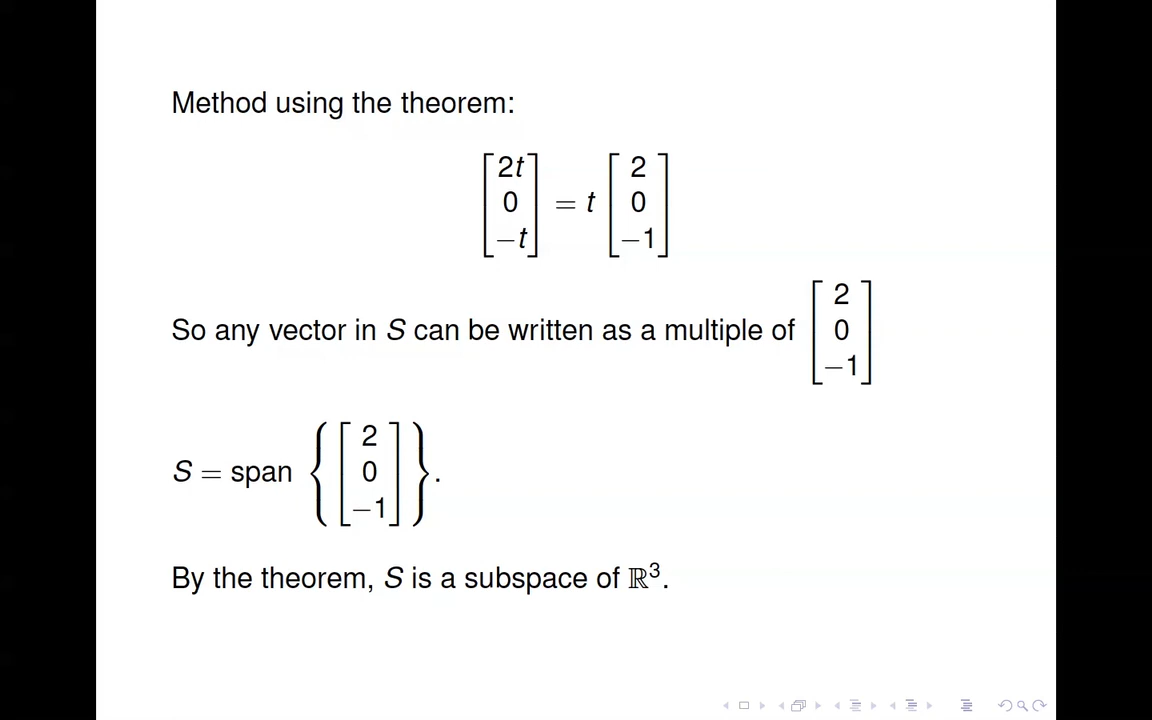 Method using the theorem:
[2t 0 −t] = t [2 0 −1]
So any vector in S can be written as a multiple of [2 0 −1]
S = span {[2 0 −1]}.
By the theorem, S is a subspace of ℝ³.